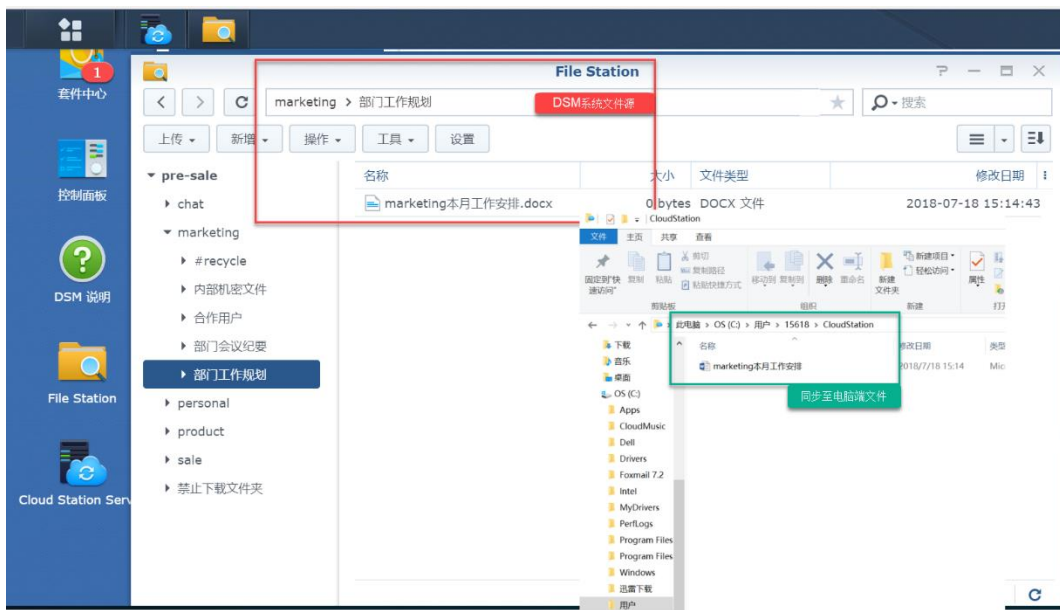 1
套件中心
控制面板
DSM 说明
File Station
Cloud Station Serv
File Station
marketing > 部门工作规划
DSM系统文件源
搜索
上传
新增
操作
工具
设置
pre-sale
chat
marketing
#recycle
内部机密文件
合作用户
部门会议纪要
部门工作规划
personal
product
sale
禁止下载文件夹
名称 大小 文件类型 修改日期
marketing本月工作安排.docx 0 bytes DOCX 文件 2018-07-18 15:14:43
CloudStation
文件 主页 共享 查看
固定到"快速访问"
复制
粘贴
剪切
复制路径
粘贴快捷方式
移动到
复制到
删除
重命名
新建
文件夹
新建项目
轻松访问
属性
剪贴板 组织 新建
此电脑 > OS (C:) > 用户 > 15618 > CloudStation
名称 修改日期 类型
marketing本月工作安排 2018/7/18 15:14 Mic
同步至电脑端文件
下载
音乐
桌面
OS (C:)
Apps
CloudMusic
Dell
Drivers
Foxmail 7.2
Intel
MyDrivers
PerfLogs
Program Files
Program Files
Windows
迅雷下载
用户